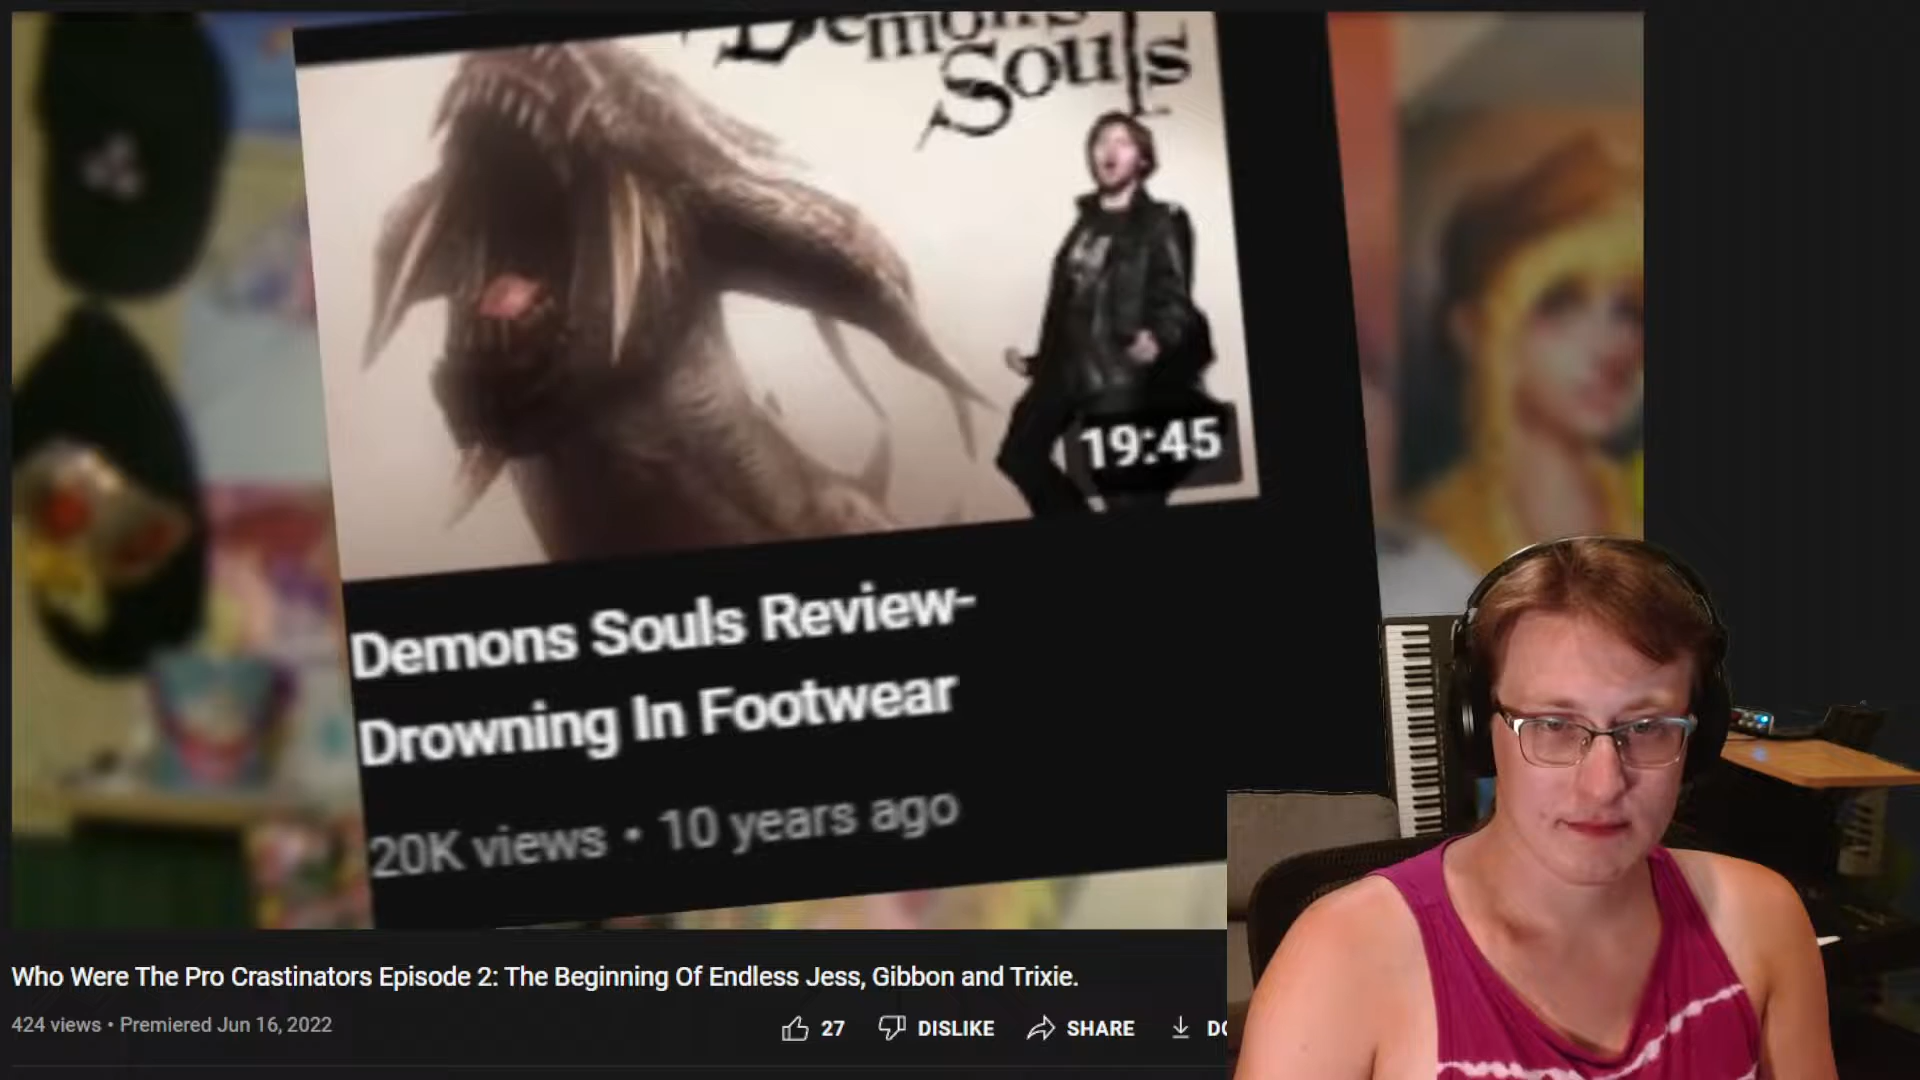 Demons
Souls
19:45
Demons Souls Review-
Drowning In Footwear
20K views • 10 years ago
Who Were The Pro Crastinators Episode 2: The Beginning Of Endless Jess, Gibbon and Trixie.
424 views • Premiered Jun 16, 2022
27 DISLIKE SHARE